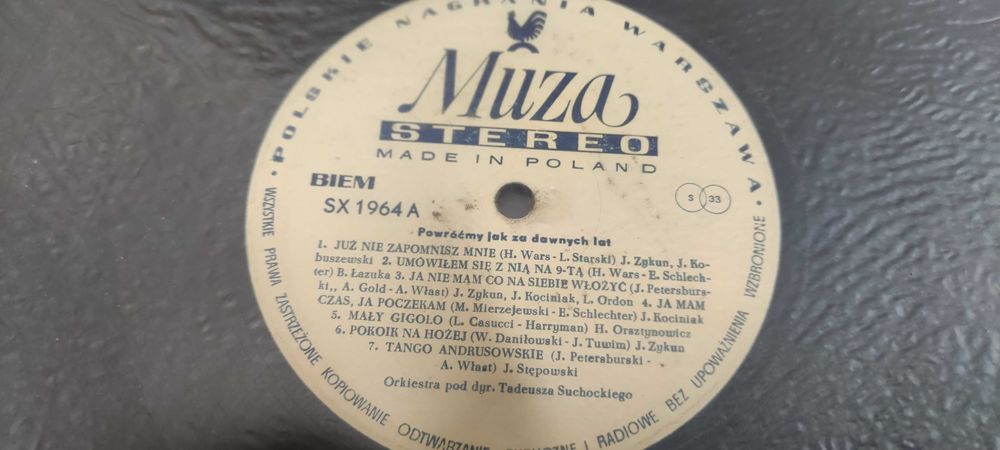 POLSKIE NAGRANIA WARSZAWA
Muza
STEREO
MADE IN POLAND
BIEM
SX 1964 A
S 33
Powróćmy jak za dawnych lat
1. JUŻ NIE ZAPOMNISZ MNIE (H. Wars - L. Starski) J. Zykun, J. Ko-
buszewski 2. UMÓWIŁEM SIĘ Z NIĄ NA 9-TĄ (H. Wars - E. Schlech-
ter) B. Łazuka 3. JA NIE MAM CO NA SIEBIE WŁOŻYĆ (J. Petersburs-
ki,, A. Gold - A. Włast) J. Zykun, J. Kociniak, L. Ordon 4. JA MAM
CZAS, JA POCZEKAM (M. Mierzejewski - E. Schlechter) J. Kociniak
5. MAŁY GIGOLO (L. Casucci - Harryman) H. Orsztynowicz
6. POKOIK NA HOŻEJ (W. Daniłowski - J. Tuwim) J. Zykun
7. TANGO ANDRUSOWSKIE (J. Petersburski -
A. Włast) J. Stępowski
Orkiestra pod dyr. Tadeusza Suchockiego
WSZYSTKIE PRAWA ZASTRZEŻONE KOPIOWANIE ODTWARZANIE I RADIOWE BEZ UPOWAŻNIENIA WZBRONIONE